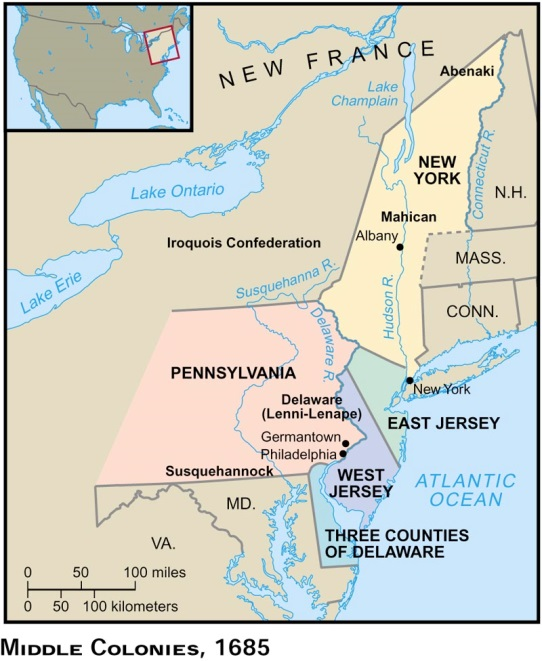 NEW FRANCE
Abenaki
Lake
Champlain
NEW
YORK
Connecticut R.
N.H.
Lake Ontario
Mahican
Albany
Iroquois Confederation
MASS.
Lake Erie
Susquehanna R.
Hudson R.
CONN.
Delaware R.
PENNSYLVANIA
New York
Delaware
(Lenni-Lenape)
EAST JERSEY
Germantown
Philadelphia
Susquehannock
WEST
JERSEY
ATLANTIC
OCEAN
MD.
THREE COUNTIES
OF DELAWARE
VA.
0 50 100 miles
0 50 100 kilometers
MIDDLE COLONIES, 1685